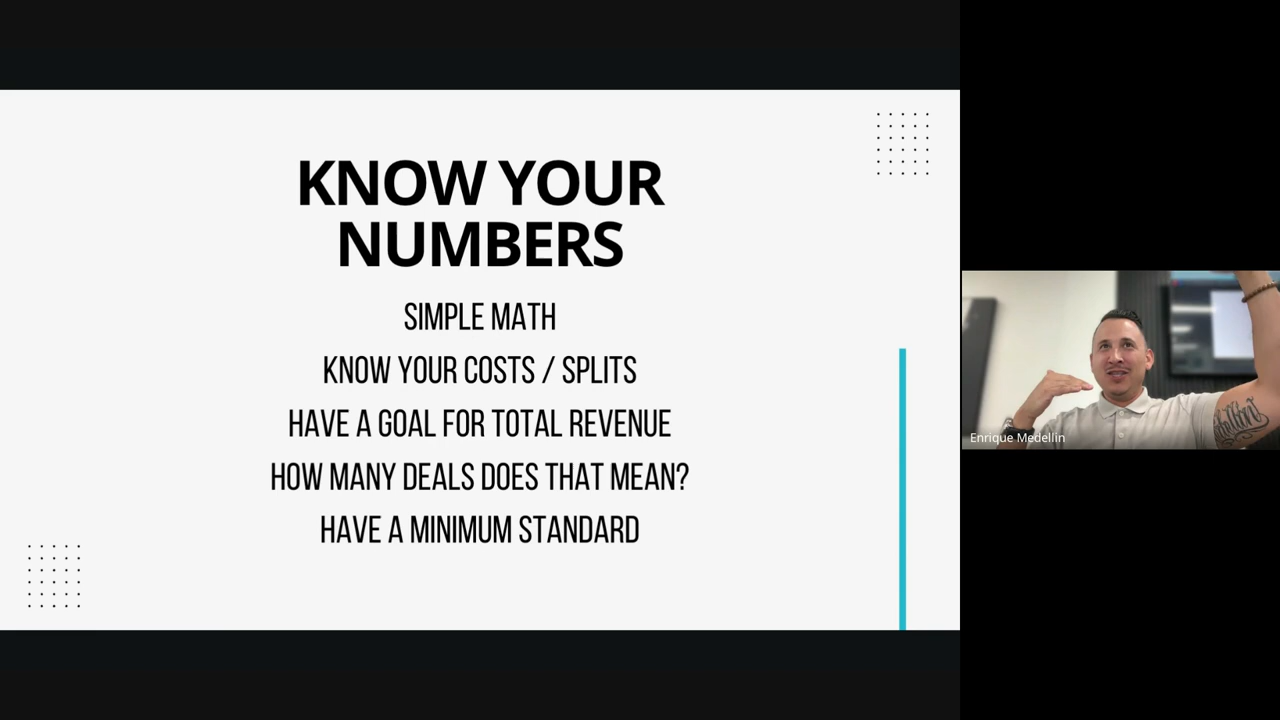 KNOW YOUR
NUMBERS
SIMPLE MATH
KNOW YOUR COSTS / SPLITS
HAVE A GOAL FOR TOTAL REVENUE
HOW MANY DEALS DOES THAT MEAN?
HAVE A MINIMUM STANDARD
Enrique Medellin